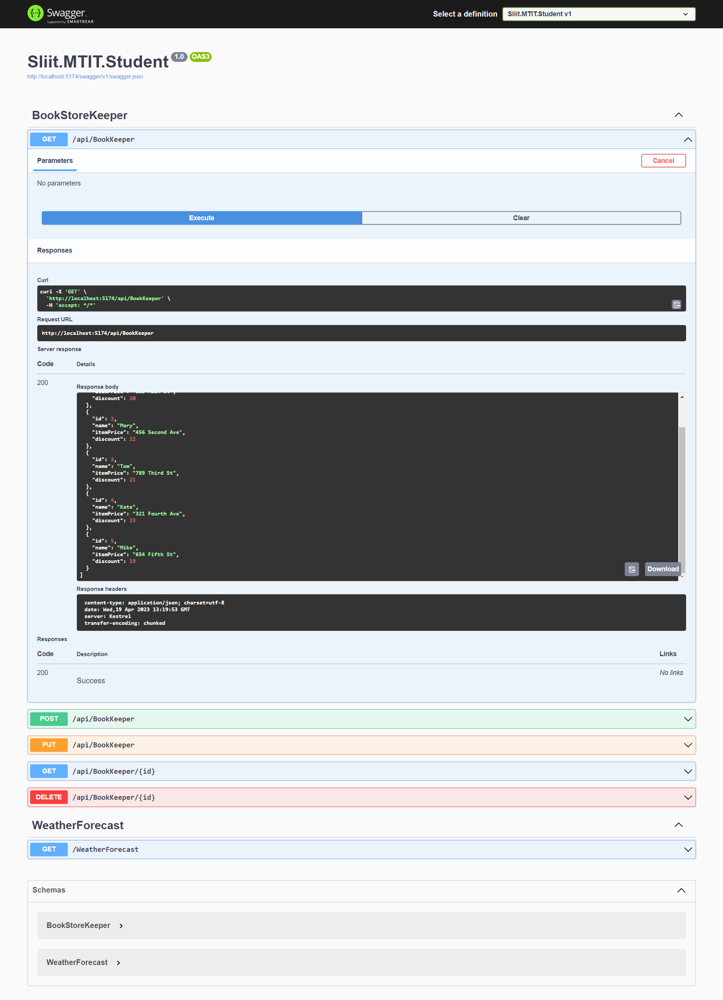 Swagger
Supported by SMARTBEAR
Select a definition
Sliit.MTIT.Student v1
Sliit.MTIT.Student 1.0 OAS3
http://localhost:5174/swagger/v1/swagger.json
BookStoreKeeper
GET /api/BookKeeper
Parameters
Cancel
No parameters
Execute
Clear
Responses
Curl
curl -X 'GET' \
'http://localhost:5174/api/BookKeeper' \
-H 'accept: */*'
Request URL
http://localhost:5174/api/BookKeeper
Server response
Code Details
200
Response body
"discount": 20
},
{
"id": 2,
"name": "Mary",
"itemPrice": "456 Second Ave",
"discount": 22
},
{
"id": 3,
"name": "Tom",
"itemPrice": "789 Third St",
"discount": 21
},
{
"id": 4,
"name": "Kate",
"itemPrice": "321 Fourth Ave",
"discount": 23
},
{
"id": 5,
"name": "Mike",
"itemPrice": "654 Fifth St",
"discount": 19
}
]
Download
Response headers
content-type: application/json; charset=utf-8
date: Wed,19 Apr 2023 13:19:53 GMT
server: Kestrel
transfer-encoding: chunked
Responses
Code Description Links
200 No links
Success
POST /api/BookKeeper
PUT /api/BookKeeper
GET /api/BookKeeper/{id}
DELETE /api/BookKeeper/{id}
WeatherForecast
GET /WeatherForecast
Schemas
BookStoreKeeper
WeatherForecast